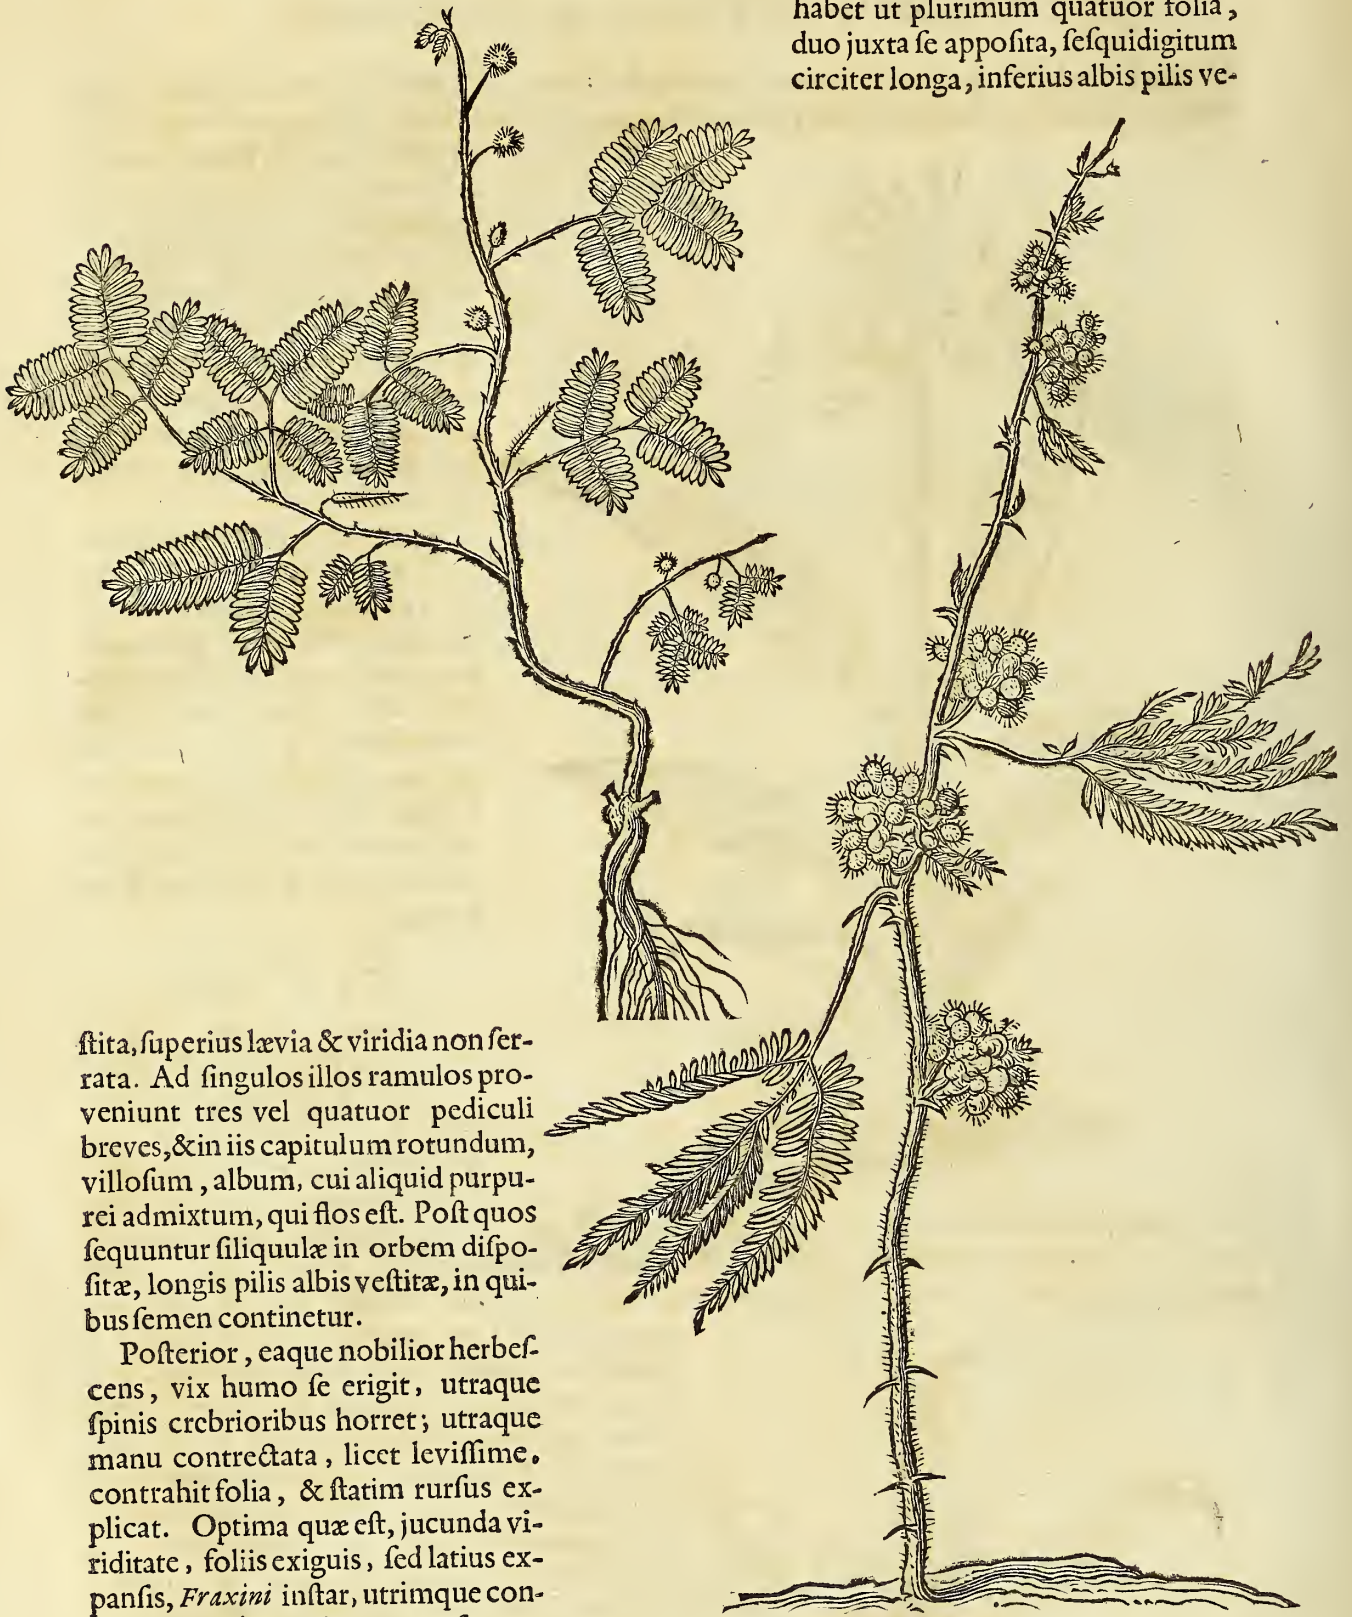 habet ut plurimum quatuor folia,
duo juxta ſe appoſita, ſeſquidigitum
circiter longa, inferius albis pilis ve-
ſtita, ſuperius lævia & viridia non ſer-
rata. Ad ſingulos illos ramulos pro-
veniunt tres vel quatuor pediculi
breves, & in iis capitulum rotundum,
villoſum, album, cui aliquid purpu-
rei admixtum, qui flos eſt. Poſt quos
ſequuntur ſiliquulæ in orbem diſpo-
ſitæ, longis pilis albis veſtitæ, in qui-
bus ſemen continetur.
Poſterior, eaque nobilior herbeſ-
cens, vix humo ſe erigit, utraque
ſpinis crebrioribus horret; utraque
manu contrectata, licet leviſſime,
contrahit folia, & ſtatim rurſus ex-
plicat. Optima quæ eſt, jucunda vi-
riditate, foliis exiguis, ſed latius ex-
panſis, Fraxini inſtar, utrimque con-